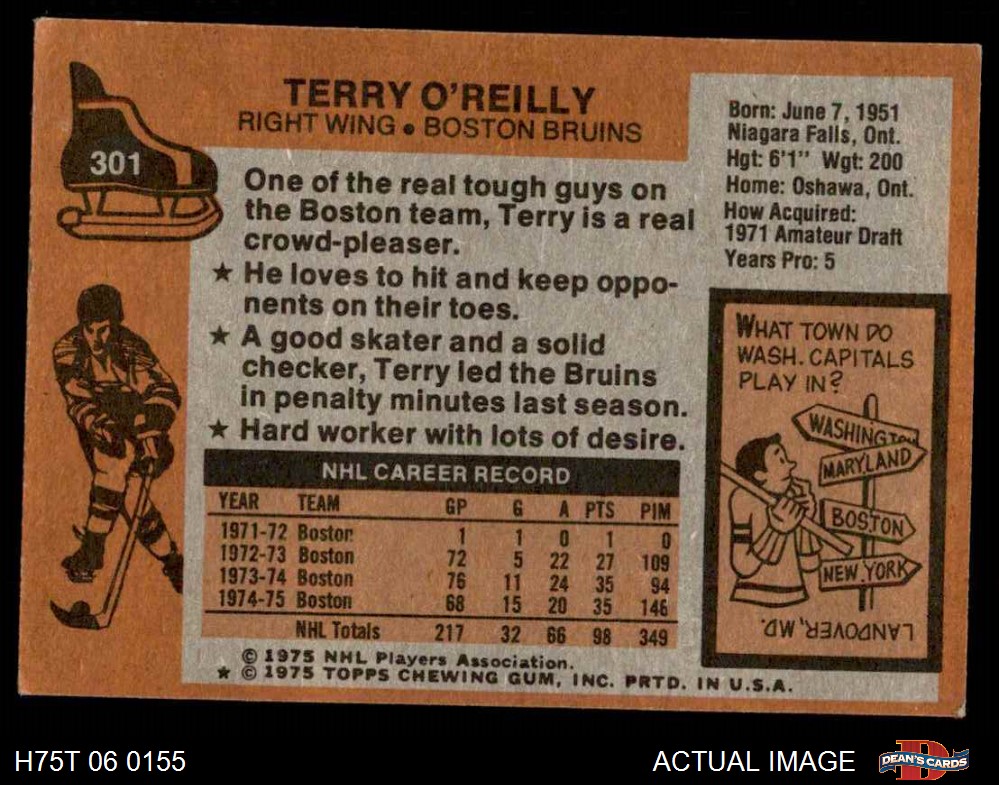 TERRY O'REILLY
RIGHT WING • BOSTON BRUINS
301
One of the real tough guys on
the Boston team, Terry is a real
crowd-pleaser.
★ He loves to hit and keep oppo-
nents on their toes.
★ A good skater and a solid
checker, Terry led the Bruins
in penalty minutes last season.
★ Hard worker with lots of desire.
Born: June 7, 1951
Niagara Falls, Ont.
Hgt: 6'1" Wgt: 200
Home: Oshawa, Ont.
How Acquired:
1971 Amateur Draft
Years Pro: 5
NHL CAREER RECORD
YEAR TEAM GP G A PTS PIM
1971-72 Boston 1 1 0 1 0
1972-73 Boston 72 5 22 27 109
1973-74 Boston 76 11 24 35 94
1974-75 Boston 68 15 20 35 146
NHL Totals 217 32 66 98 349
WHAT TOWN DO
WASH. CAPITALS
PLAY IN?
WASHINGTON
MARYLAND
BOSTON
NEW YORK
LANDOVER, MD.
© 1975 NHL Players Association.
★ © 1975 TOPPS CHEWING GUM, INC. PRTD. IN U.S.A.
H75T 06 0155
ACTUAL IMAGE
D
DEAN'S CARDS